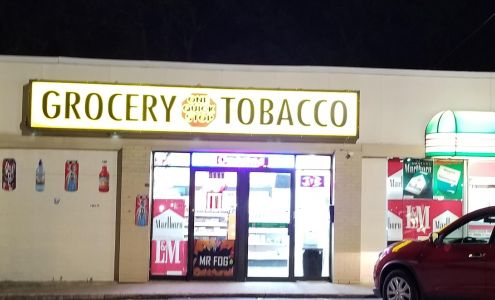 GROCERY ONE QUICK STOP TOBACCO
Marlboro
L&M
MR FOG
Marlboro
L&M
Marlboro